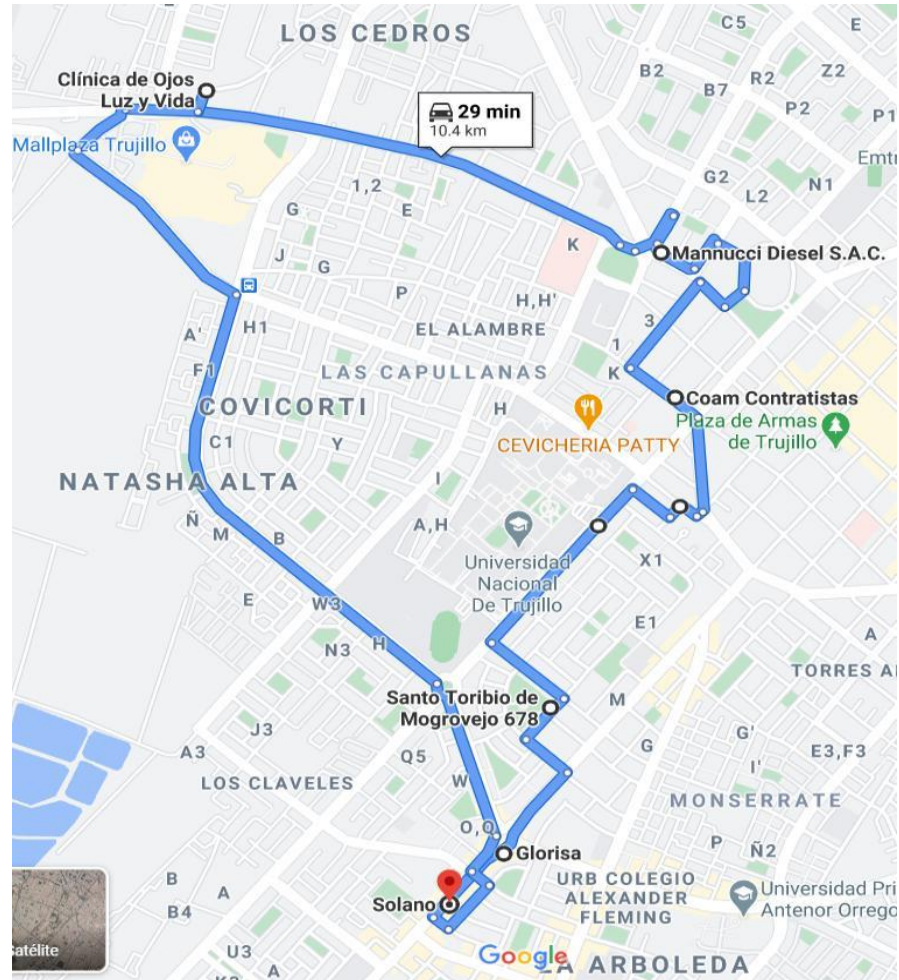 LOS CEDROS
C5
E
Clínica de Ojos
Luz y Vida
B2
R2
Z2
B7
P2
P1
29 min
10.4 km
Mallplaza Trujillo
1,2
E
G2
N1
Emt
L2
G
K
Mannucci Diesel S.A.C.
J
G
P
H,H'
3
A'
H1
EL ALAMBRE
1
F1
LAS CAPULLANAS
K
COVICORTI
H
Coam Contratistas
Plaza de Armas
de Trujillo
C1
Y
CEVICHERIA PATTY
NATASHA ALTA
I
Ñ
A,H
M
B
Universidad
Nacional
De Trujillo
X1
E
W3
E1
N3
H
A
TORRES A
Santo Toribio de
Mogrovejo 678
M
J3
G
G'
A3
Q5
E3,F3
LOS CLAVELES
W
I'
MONSERRATE
O,Q
P
Ñ2
Glorisa
B
A
URB COLEGIO
ALEXANDER
FLEMING
Universidad Pri
Antenor Orrego
Solano
B4
atélite
U3
A
Google
LA ARBOLEDA